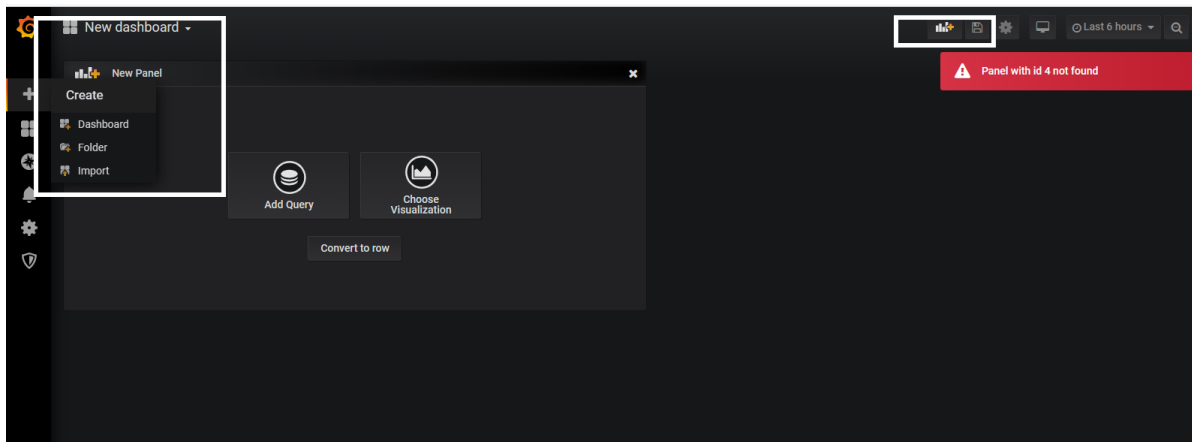 New dashboard
Last 6 hours
Panel with id 4 not found
New Panel
Create
Dashboard
Folder
Import
Add Query
Choose
Visualization
Convert to row